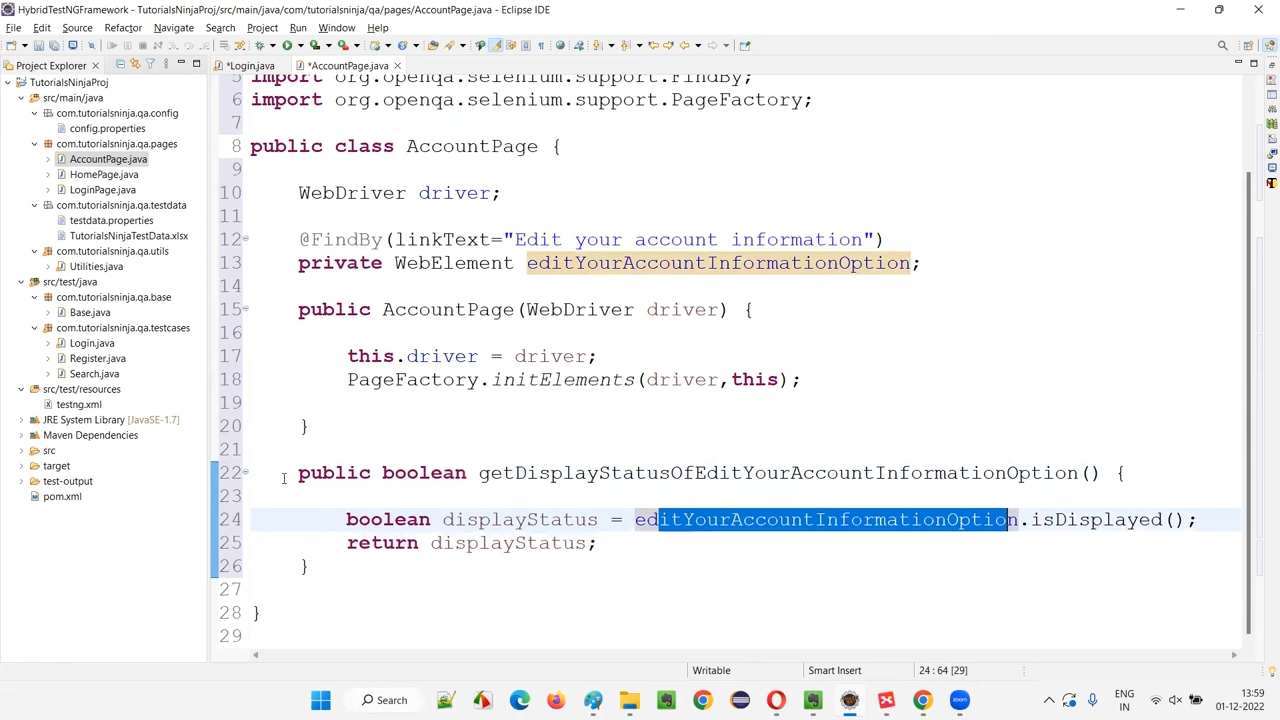 HybridTestNGFramework - TutorialsNinjaProj/src/main/java/com/tutorialsninja/qa/pages/AccountPage.java - Eclipse IDE
File Edit Source Refactor Navigate Search Project Run Window Help
Project Explorer
*Login.java
*AccountPage.java
TutorialsNinjaProj
src/main/java
com.tutorialsninja.qa.config
config.properties
com.tutorialsninja.qa.pages
AccountPage.java
HomePage.java
LoginPage.java
com.tutorialsninja.qa.testdata
testdata.properties
TutorialsNinjaTestData.xlsx
com.tutorialsninja.qa.utils
Utilities.java
src/test/java
com.tutorialsninja.qa.base
Base.java
com.tutorialsninja.qa.testcases
Login.java
Register.java
Search.java
src/test/resources
testng.xml
JRE System Library [JavaSE-1.7]
Maven Dependencies
src
target
test-output
pom.xml
5 import org.openqa.selenium.support.FindBy;
6 import org.openqa.selenium.support.PageFactory;
7
8 public class AccountPage {
9
10 WebDriver driver;
11
12 @FindBy(linkText="Edit your account information")
13 private WebElement editYourAccountInformationOption;
14
15 public AccountPage(WebDriver driver) {
16
17 this.driver = driver;
18 PageFactory.initElements(driver,this);
19
20 }
21
22 public boolean getDisplayStatusOfEditYourAccountInformationOption() {
23
24 boolean displayStatus = editYourAccountInformationOption.isDisplayed();
25 return displayStatus;
26 }
27
28 }
29
Writable
Smart Insert
24 : 64 [29]
Search
ENG
IN
13:59
01-12-2022